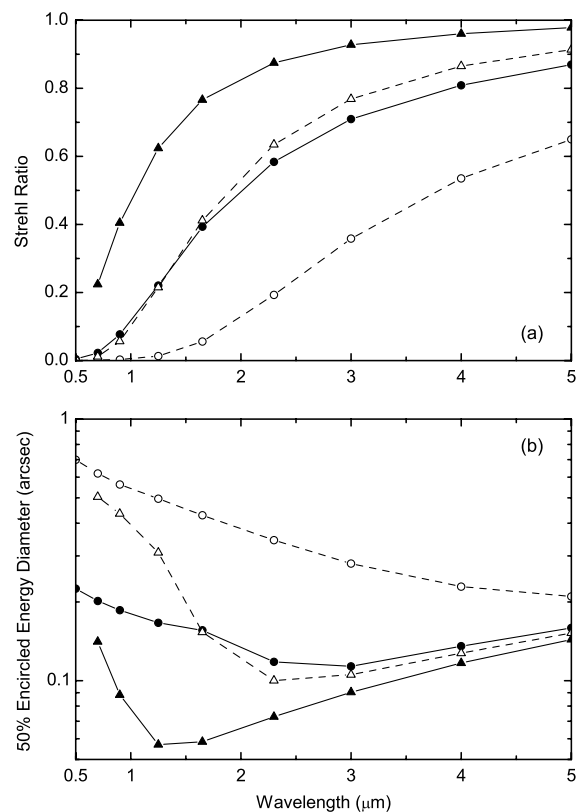 1.0
0.8
0.6
0.4
0.2
0.0
Strehl Ratio
(a)
0.5 1 2 3 4 5
1
0.1
50% Encircled Energy Diameter (arcsec)
(b)
0.5 1 2 3 4 5
Wavelength (μm)